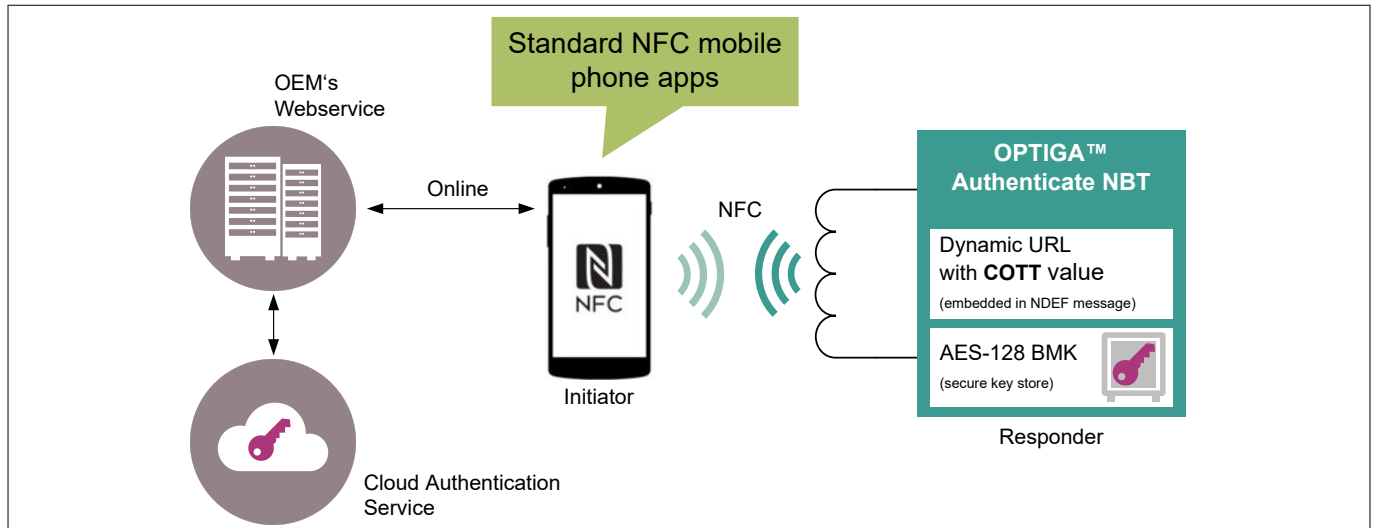 Standard NFC mobile
phone apps
OEM‘s
Webservice
Online
NFC
Initiator
NFC
OPTIGA™
Authenticate NBT
Dynamic URL
with COTT value
(embedded in NDEF message)
AES-128 BMK
(secure key store)
Responder
Cloud Authentication
Service